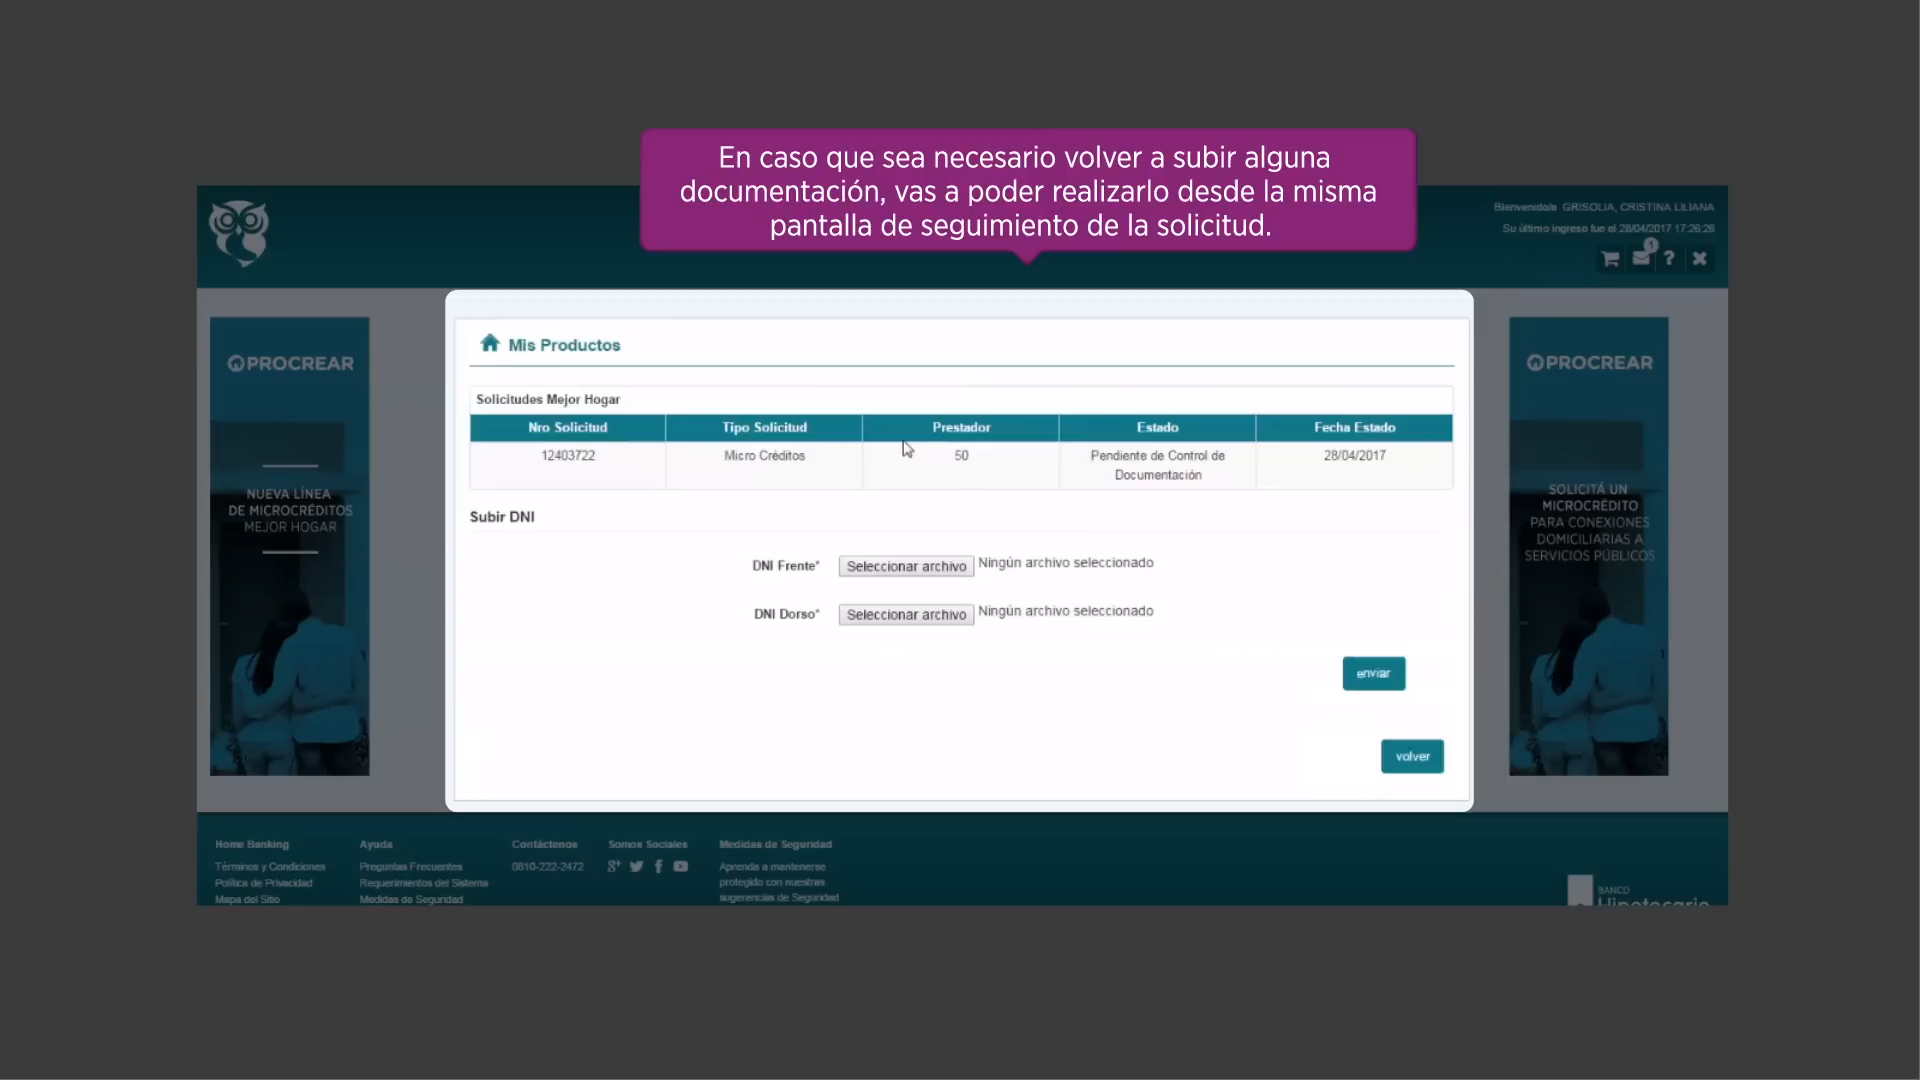 En caso que sea necesario volver a subir alguna
documentación, vas a poder realizarlo desde la misma
pantalla de seguimiento de la solicitud.
Bienvenido/a GRISOLIA, CRISTINA LILIANA
Su último ingreso fue el 28/04/2017 17:26:26
1
?
PROCREAR
NUEVA LÍNEA
DE MICROCRÉDITOS
MEJOR HOGAR
Mis Productos
Solicitudes Mejor Hogar
Nro Solicitud Tipo Solicitud Prestador Estado Fecha Estado
12403722 Micro Créditos 50 Pendiente de Control de 28/04/2017
Documentación
Subir DNI
DNI Frente* Seleccionar archivo Ningún archivo seleccionado
DNI Dorso* Seleccionar archivo Ningún archivo seleccionado
enviar
volver
PROCREAR
SOLICITÁ UN
MICROCRÉDITO
PARA CONEXIONES
DOMICILIARIAS A
SERVICIOS PÚBLICOS
Home Banking
Términos y Condiciones
Política de Privacidad
Mapa del Sitio
Ayuda
Preguntas Frecuentes
Requerimientos del Sistema
Medidas de Seguridad
Contáctenos
0810-222-2472
Somos Sociales
Medidas de Seguridad
Aprenda a mantenerse
protegido con nuestras
sugerencias de Seguridad
BANCO
Hipotecario